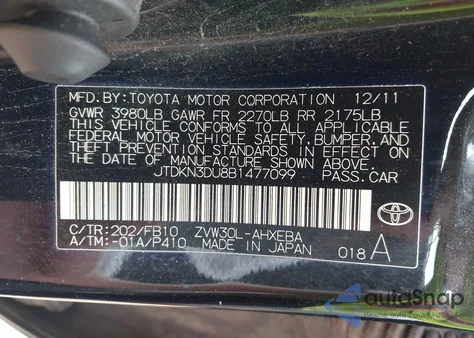 MFD.BY:TOYOTA MOTOR CORPORATION 12/11
GVWR 3980LB GAWR FR 2270LB RR 2175LB
THIS VEHICLE CONFORMS TO ALL APPLICABLE
FEDERAL MOTOR VEHICLE SAFETY, BUMPER, AND
THEFT PREVENTION STANDARDS IN EFFECT ON
THE DATE OF MANUFACTURE SHOWN ABOVE.
JTDKN3DU8B1477099 PASS.CAR
C/TR:202/FB10 ZVW30L-AHXEBA
A/TM:-01A/P410 MADE IN JAPAN 018 A
TOYOTA
autoSnap